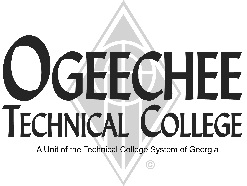 OGEECHEE
TECHNICAL COLLEGE
A Unit of the Technical College System of Georgia
©